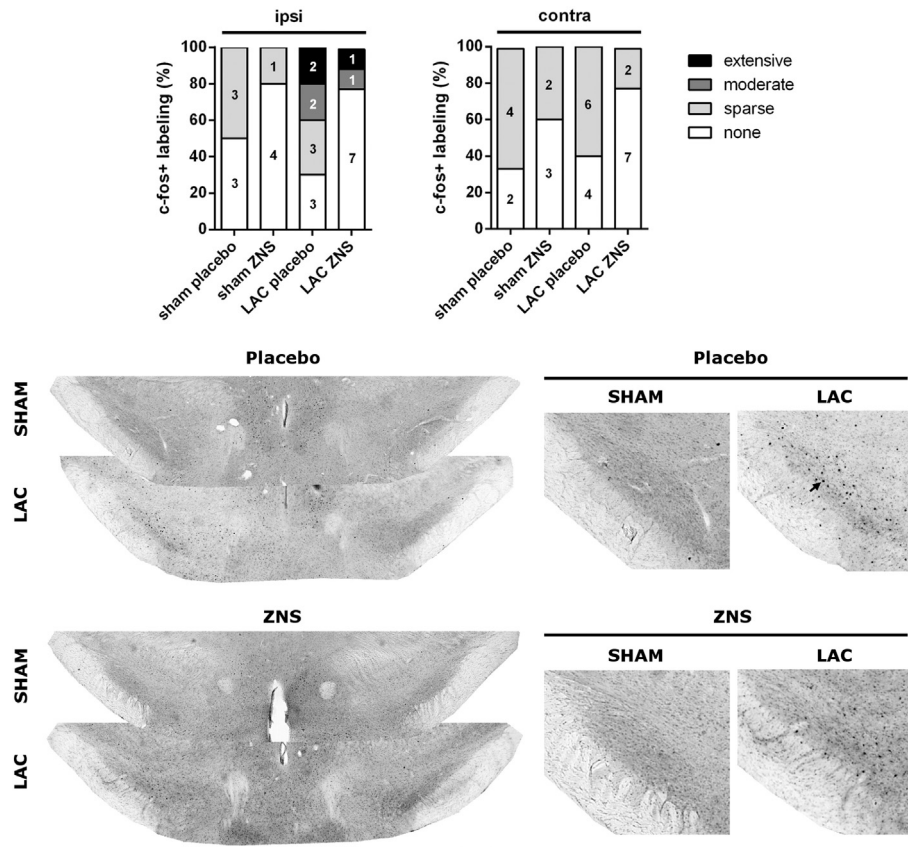 ipsi
contra
c-fos+ labeling (%)
100
80
60
40
20
0
3
3
1
4
2
2
3
3
1
1
7
sham placebo
sham ZNS
LAC placebo
LAC ZNS
c-fos+ labeling (%)
100
80
60
40
20
0
4
2
2
3
6
4
2
7
sham placebo
sham ZNS
LAC placebo
LAC ZNS
extensive
moderate
sparse
none
Placebo
SHAM
LAC
Placebo
SHAM LAC
ZNS
SHAM
LAC
ZNS
SHAM LAC